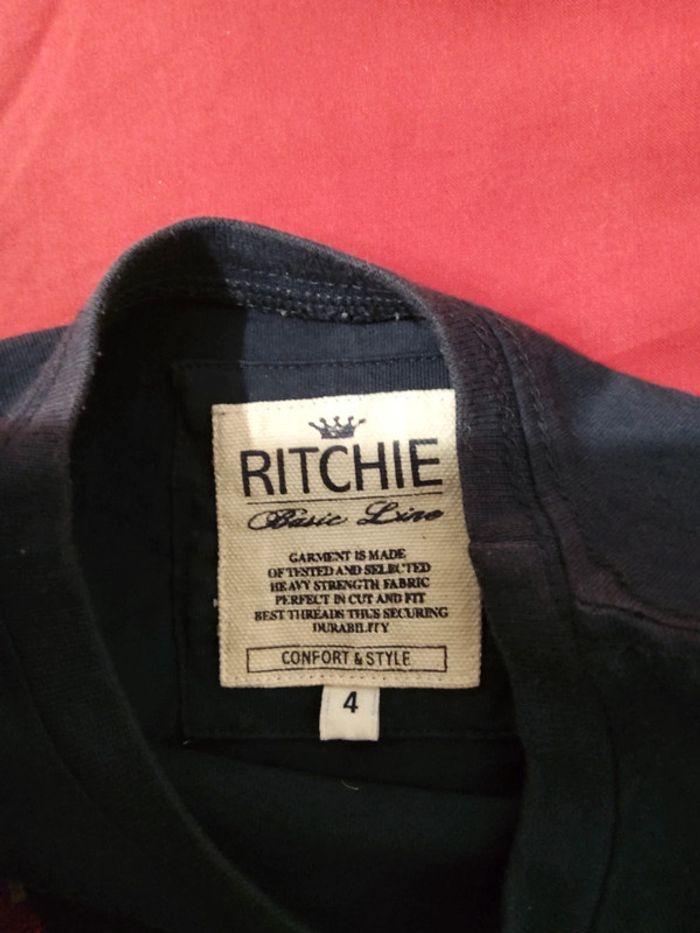 RITCHIE
Basic Line
GARMENT IS MADE
OF TESTED AND SELECTED
HEAVY STRENGTH FABRIC
PERFECT IN CUT AND FIT
BEST THREADS THUS SECURING
DURABILITY
CONFORT & STYLE
4